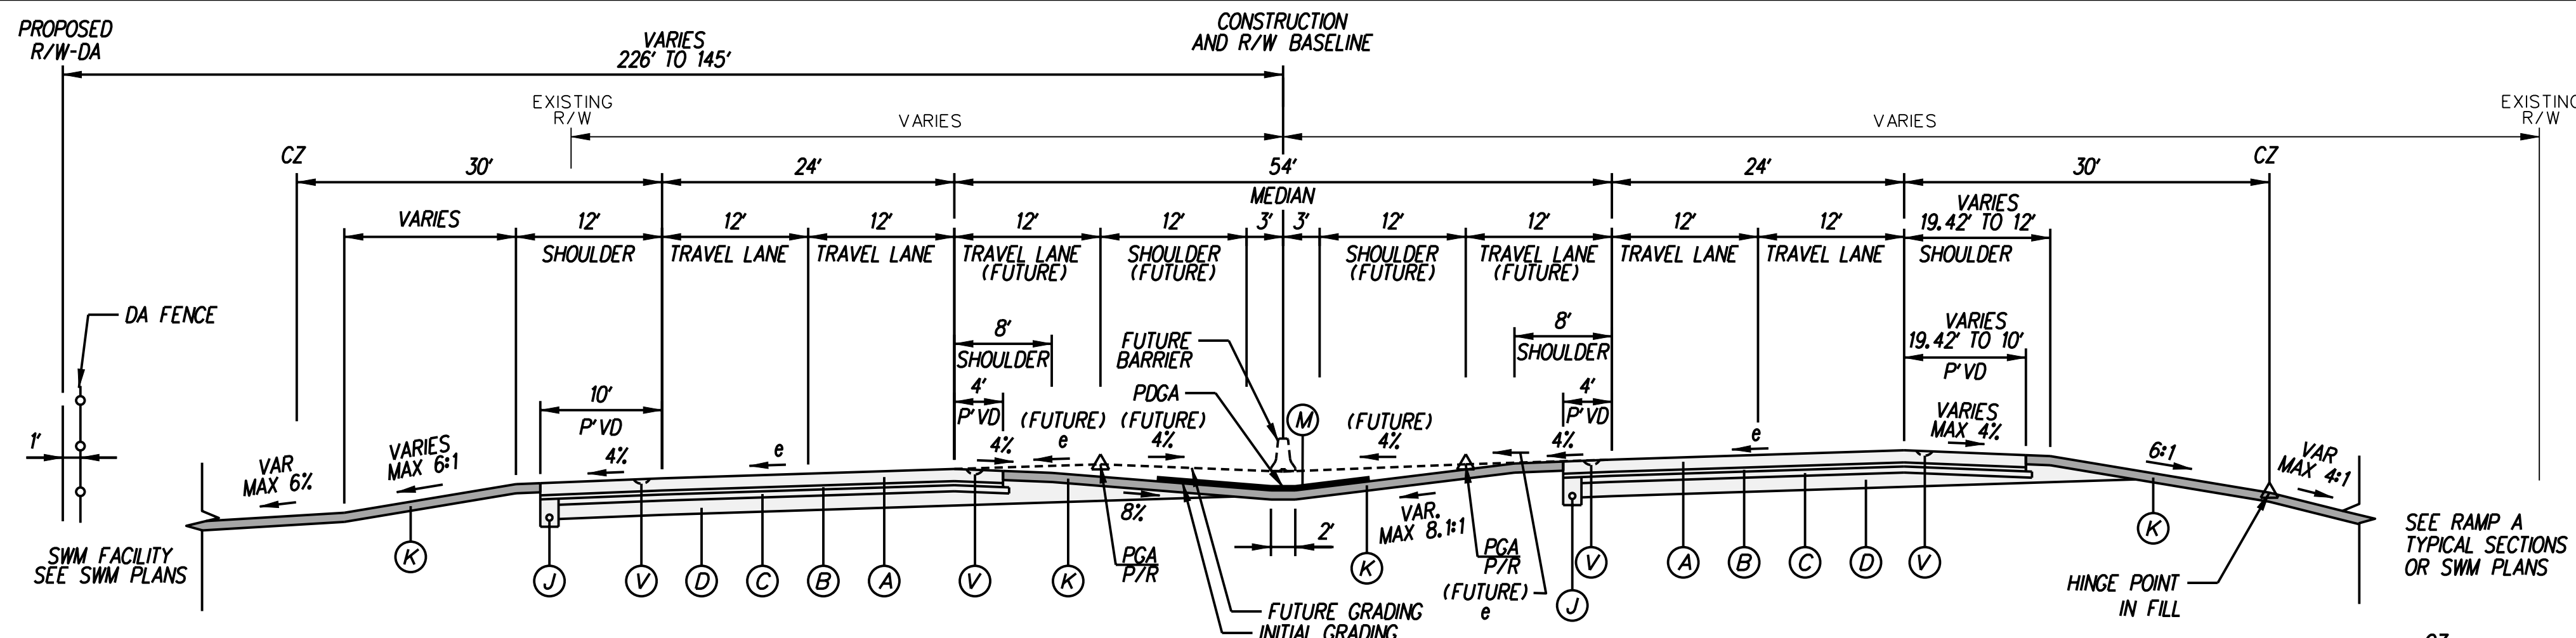 PROPOSED
R/W-DA
VARIES
226' TO 145'
CONSTRUCTION
AND R/W BASELINE
EXISTING
R/W
VARIES
VARIES
EXISTING
R/W
CZ
30'
24'
54'
MEDIAN
24'
30'
CZ
VARIES
12'
SHOULDER
12'
TRAVEL LANE
12'
TRAVEL LANE
12'
TRAVEL LANE
(FUTURE)
12'
SHOULDER
(FUTURE)
3'
3'
12'
SHOULDER
(FUTURE)
12'
TRAVEL LANE
(FUTURE)
12'
TRAVEL LANE
12'
TRAVEL LANE
VARIES
19.42' TO 12'
SHOULDER
DA FENCE
8'
SHOULDER
FUTURE
BARRIER
8'
SHOULDER
VARIES
19.42' TO 10'
P'VD
10'
P'VD
4'
P'VD
PDGA
M
4'
P'VD
1'
VAR
MAX 6%
VARIES
MAX 6:1
4%
e
4%
(FUTURE)
e
(FUTURE)
4%
(FUTURE)
4%
4%
e
VARIES
MAX 4%
6:1
VAR
MAX 4:1
8%
2'
VAR.
MAX 8.1:1
PGA
P/R
PGA
P/R
(FUTURE)
e
SWM FACILITY
SEE SWM PLANS
K
J
V
D
C
B
A
V
K
K
J
V
A
B
C
D
V
K
HINGE POINT
IN FILL
SEE RAMP A
TYPICAL SECTIONS
OR SWM PLANS
FUTURE GRADING
INITIAL GRADING
CZ